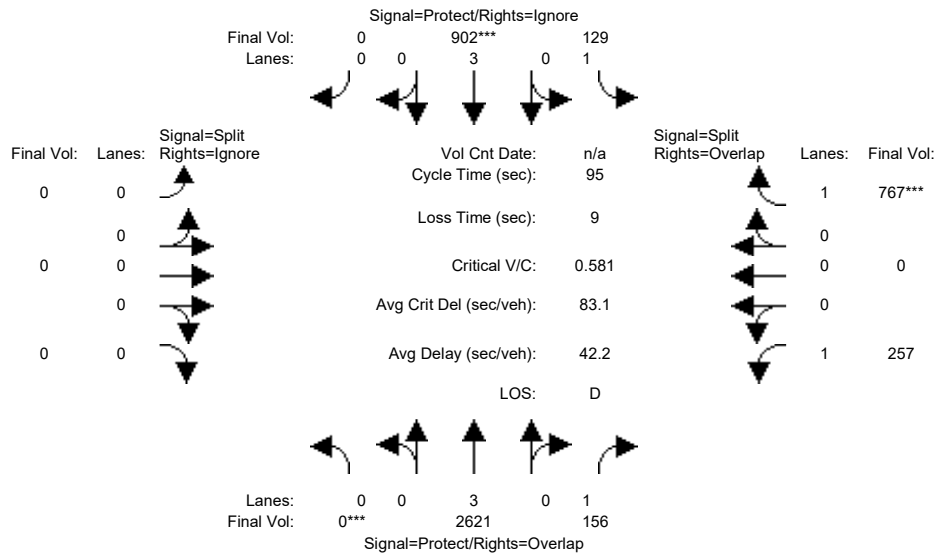 Signal=Protect/Rights=Ignore
Final Vol: 0 902*** 129
Lanes: 0 0 3 0 1
Signal=Split Signal=Split
Final Vol: Lanes: Rights=Ignore Vol Cnt Date: n/a Rights=Overlap Lanes: Final Vol:
Cycle Time (sec): 95
0 0 1 767***
Loss Time (sec): 9
0 0
0 0 Critical V/C: 0.581 0 0
0 Avg Crit Del (sec/veh): 83.1 0
0 0 Avg Delay (sec/veh): 42.2 1 257
LOS: D
Lanes: 0 0 3 0 1
Final Vol: 0*** 2621 156
Signal=Protect/Rights=Overlap